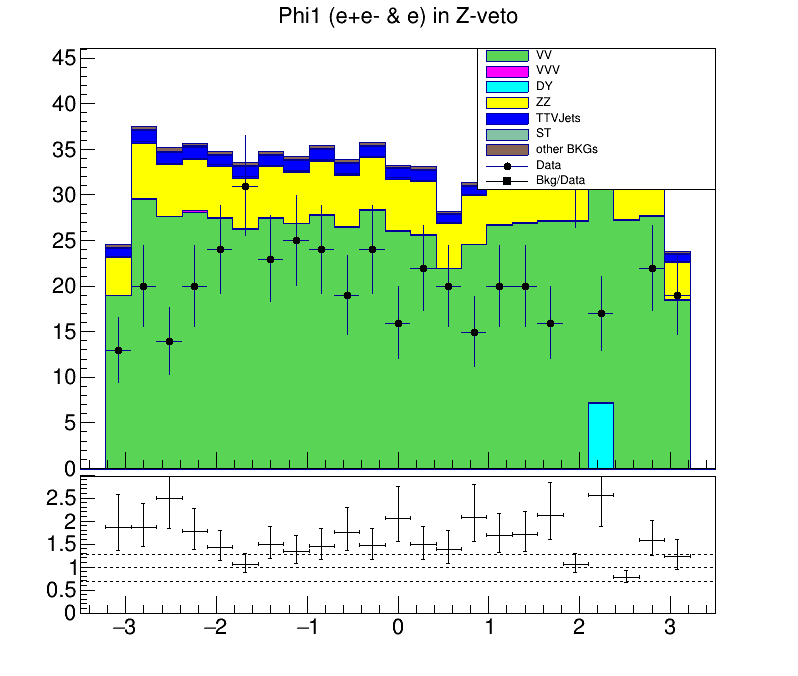 Phi1 (e+e- & e) in Z-veto
45
40
35
30
25
20
15
10
5
0
VV
VVV
DY
ZZ
TTVJets
ST
other BKGs
Data
Bkg/Data
2.5
2
1.5
1
0.5
0
−3 −2 −1 0 1 2 3